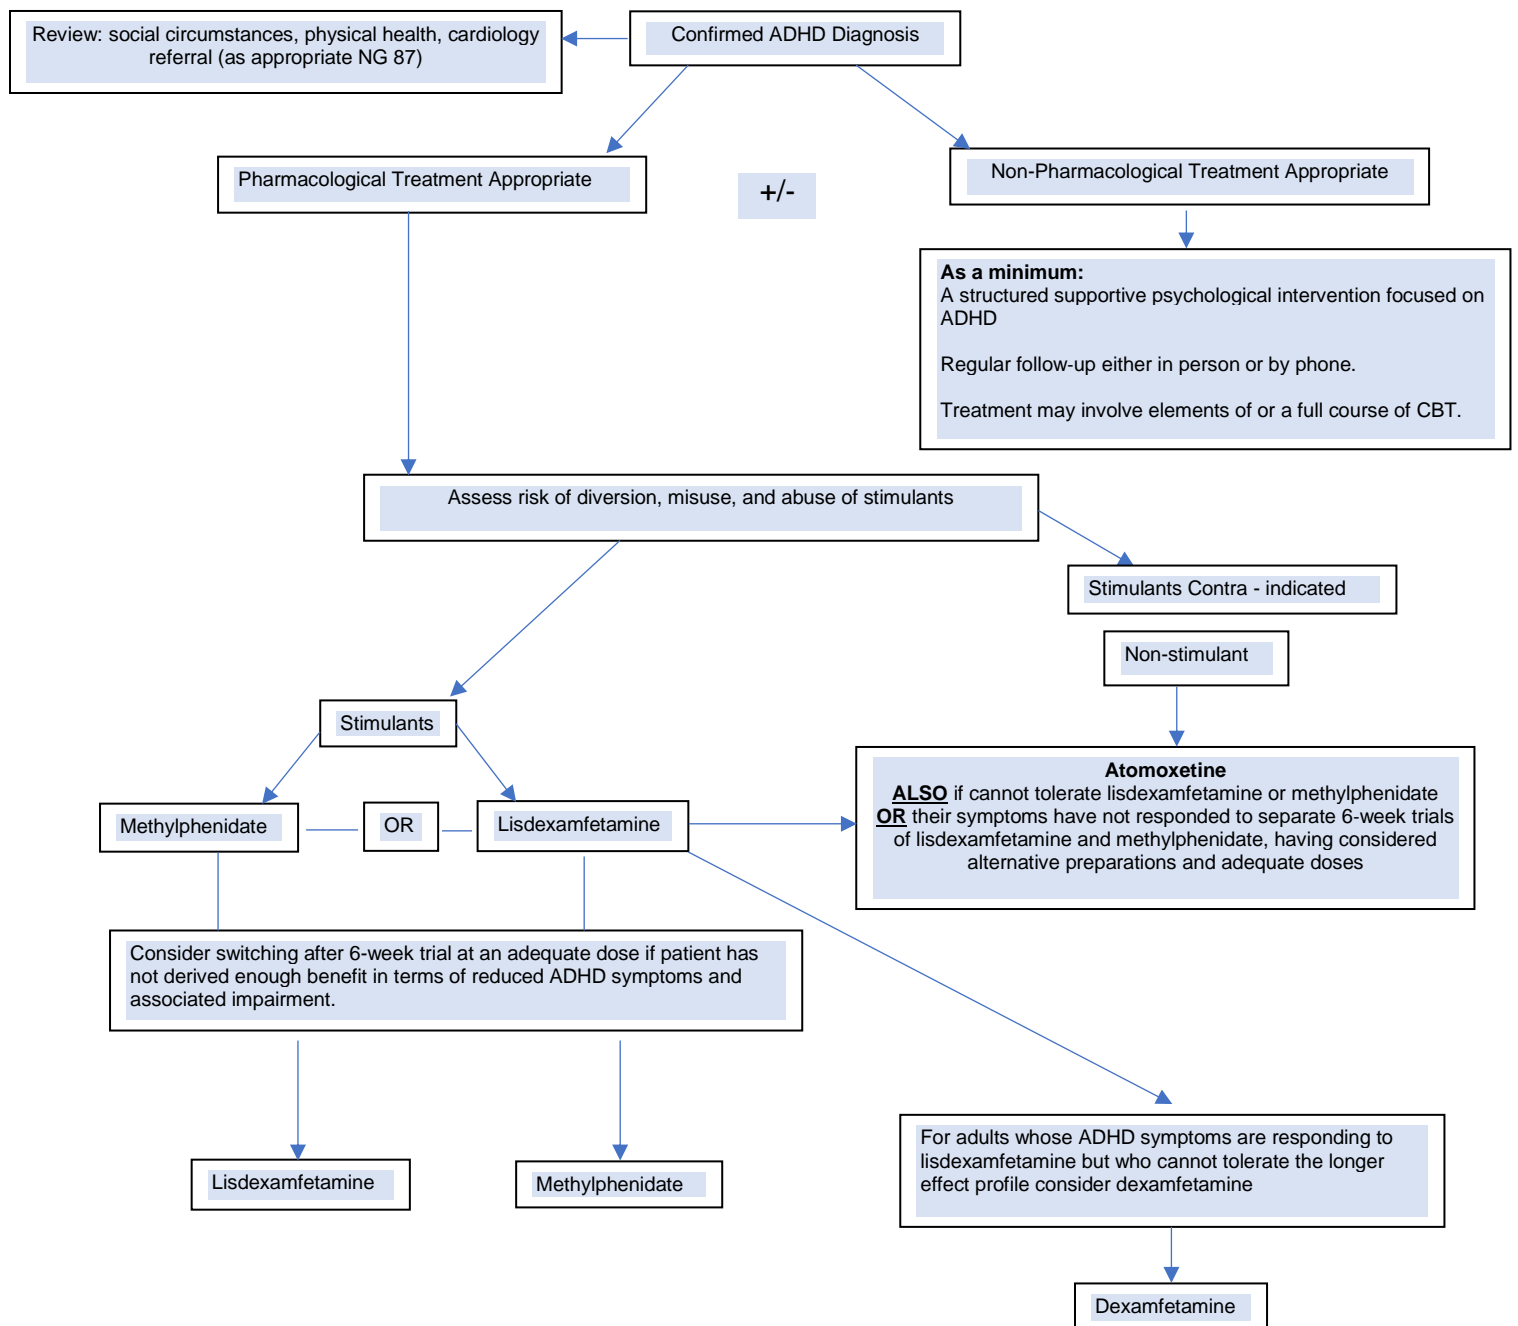 Review: social circumstances, physical health, cardiology
referral (as appropriate NG 87)
Confirmed ADHD Diagnosis
Pharmacological Treatment Appropriate
+/-
Non-Pharmacological Treatment Appropriate
As a minimum:
A structured supportive psychological intervention focused on
ADHD
Regular follow-up either in person or by phone.
Treatment may involve elements of or a full course of CBT.
Assess risk of diversion, misuse, and abuse of stimulants
Stimulants Contra - indicated
Non-stimulant
Stimulants
Atomoxetine
ALSO if cannot tolerate lisdexamfetamine or methylphenidate
OR their symptoms have not responded to separate 6-week trials
of lisdexamfetamine and methylphenidate, having considered
alternative preparations and adequate doses
Methylphenidate
OR
Lisdexamfetamine
Consider switching after 6-week trial at an adequate dose if patient has
not derived enough benefit in terms of reduced ADHD symptoms and
associated impairment.
Lisdexamfetamine
Methylphenidate
For adults whose ADHD symptoms are responding to
lisdexamfetamine but who cannot tolerate the longer
effect profile consider dexamfetamine
Dexamfetamine